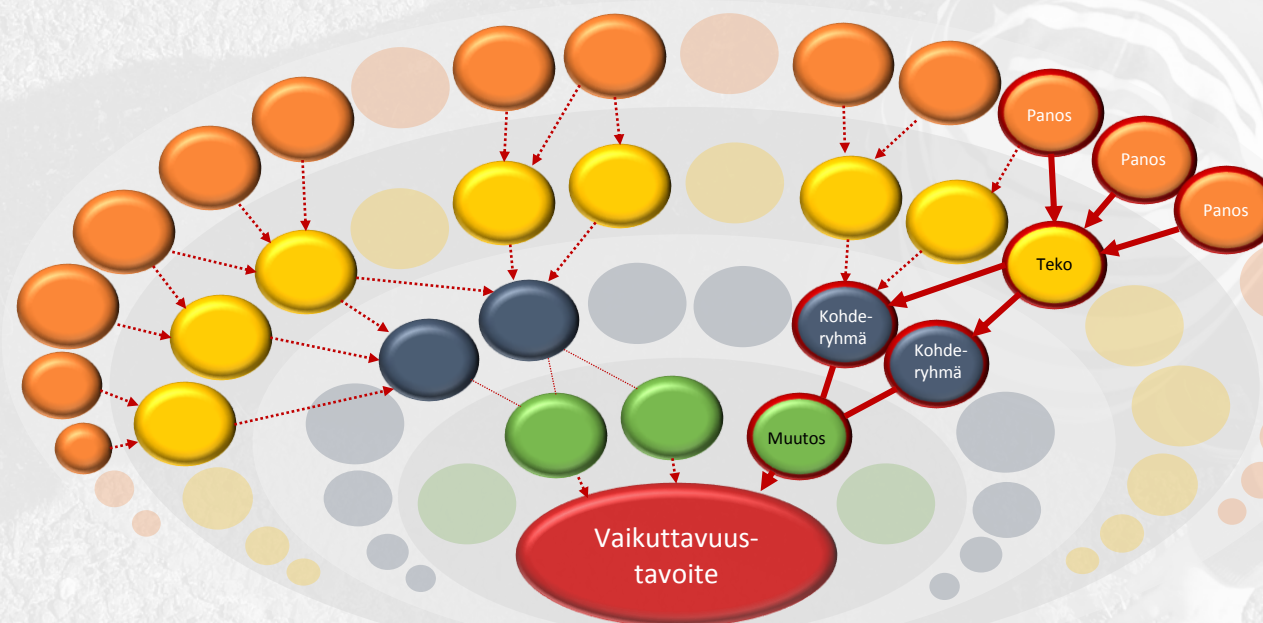 Panos
Panos
Panos
Teko
Kohde-
ryhmä
Kohde-
ryhmä
Muutos
Vaikuttavuus-
tavoite